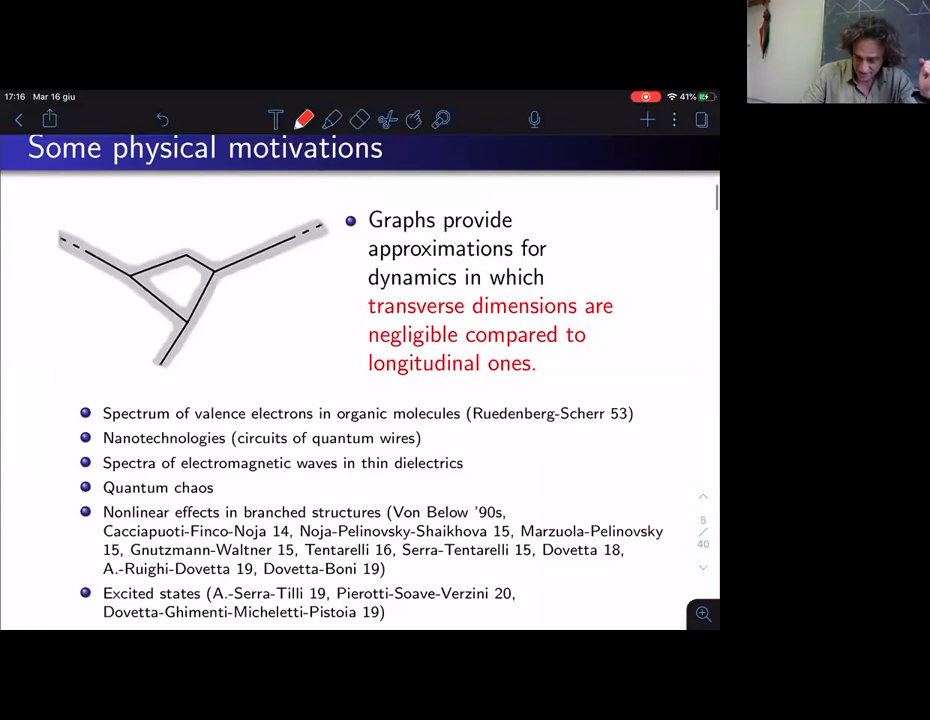 17:16 Mar 16 giu
41%
Some physical motivations
Graphs provide
approximations for
dynamics in which
transverse dimensions are
negligible compared to
longitudinal ones.
Spectrum of valence electrons in organic molecules (Ruedenberg-Scherr 53)
Nanotechnologies (circuits of quantum wires)
Spectra of electromagnetic waves in thin dielectrics
Quantum chaos
Nonlinear effects in branched structures (Von Below '90s,
Cacciapuoti-Finco-Noja 14, Noja-Pelinovsky-Shaikhova 15, Marzuola-Pelinovsky
15, Gnutzmann-Waltner 15, Tentarelli 16, Serra-Tentarelli 15, Dovetta 18,
A.-Ruighi-Dovetta 19, Dovetta-Boni 19)
Excited states (A.-Serra-Tilli 19, Pierotti-Soave-Verzini 20,
Dovetta-Ghimenti-Micheletti-Pistoia 19)
40